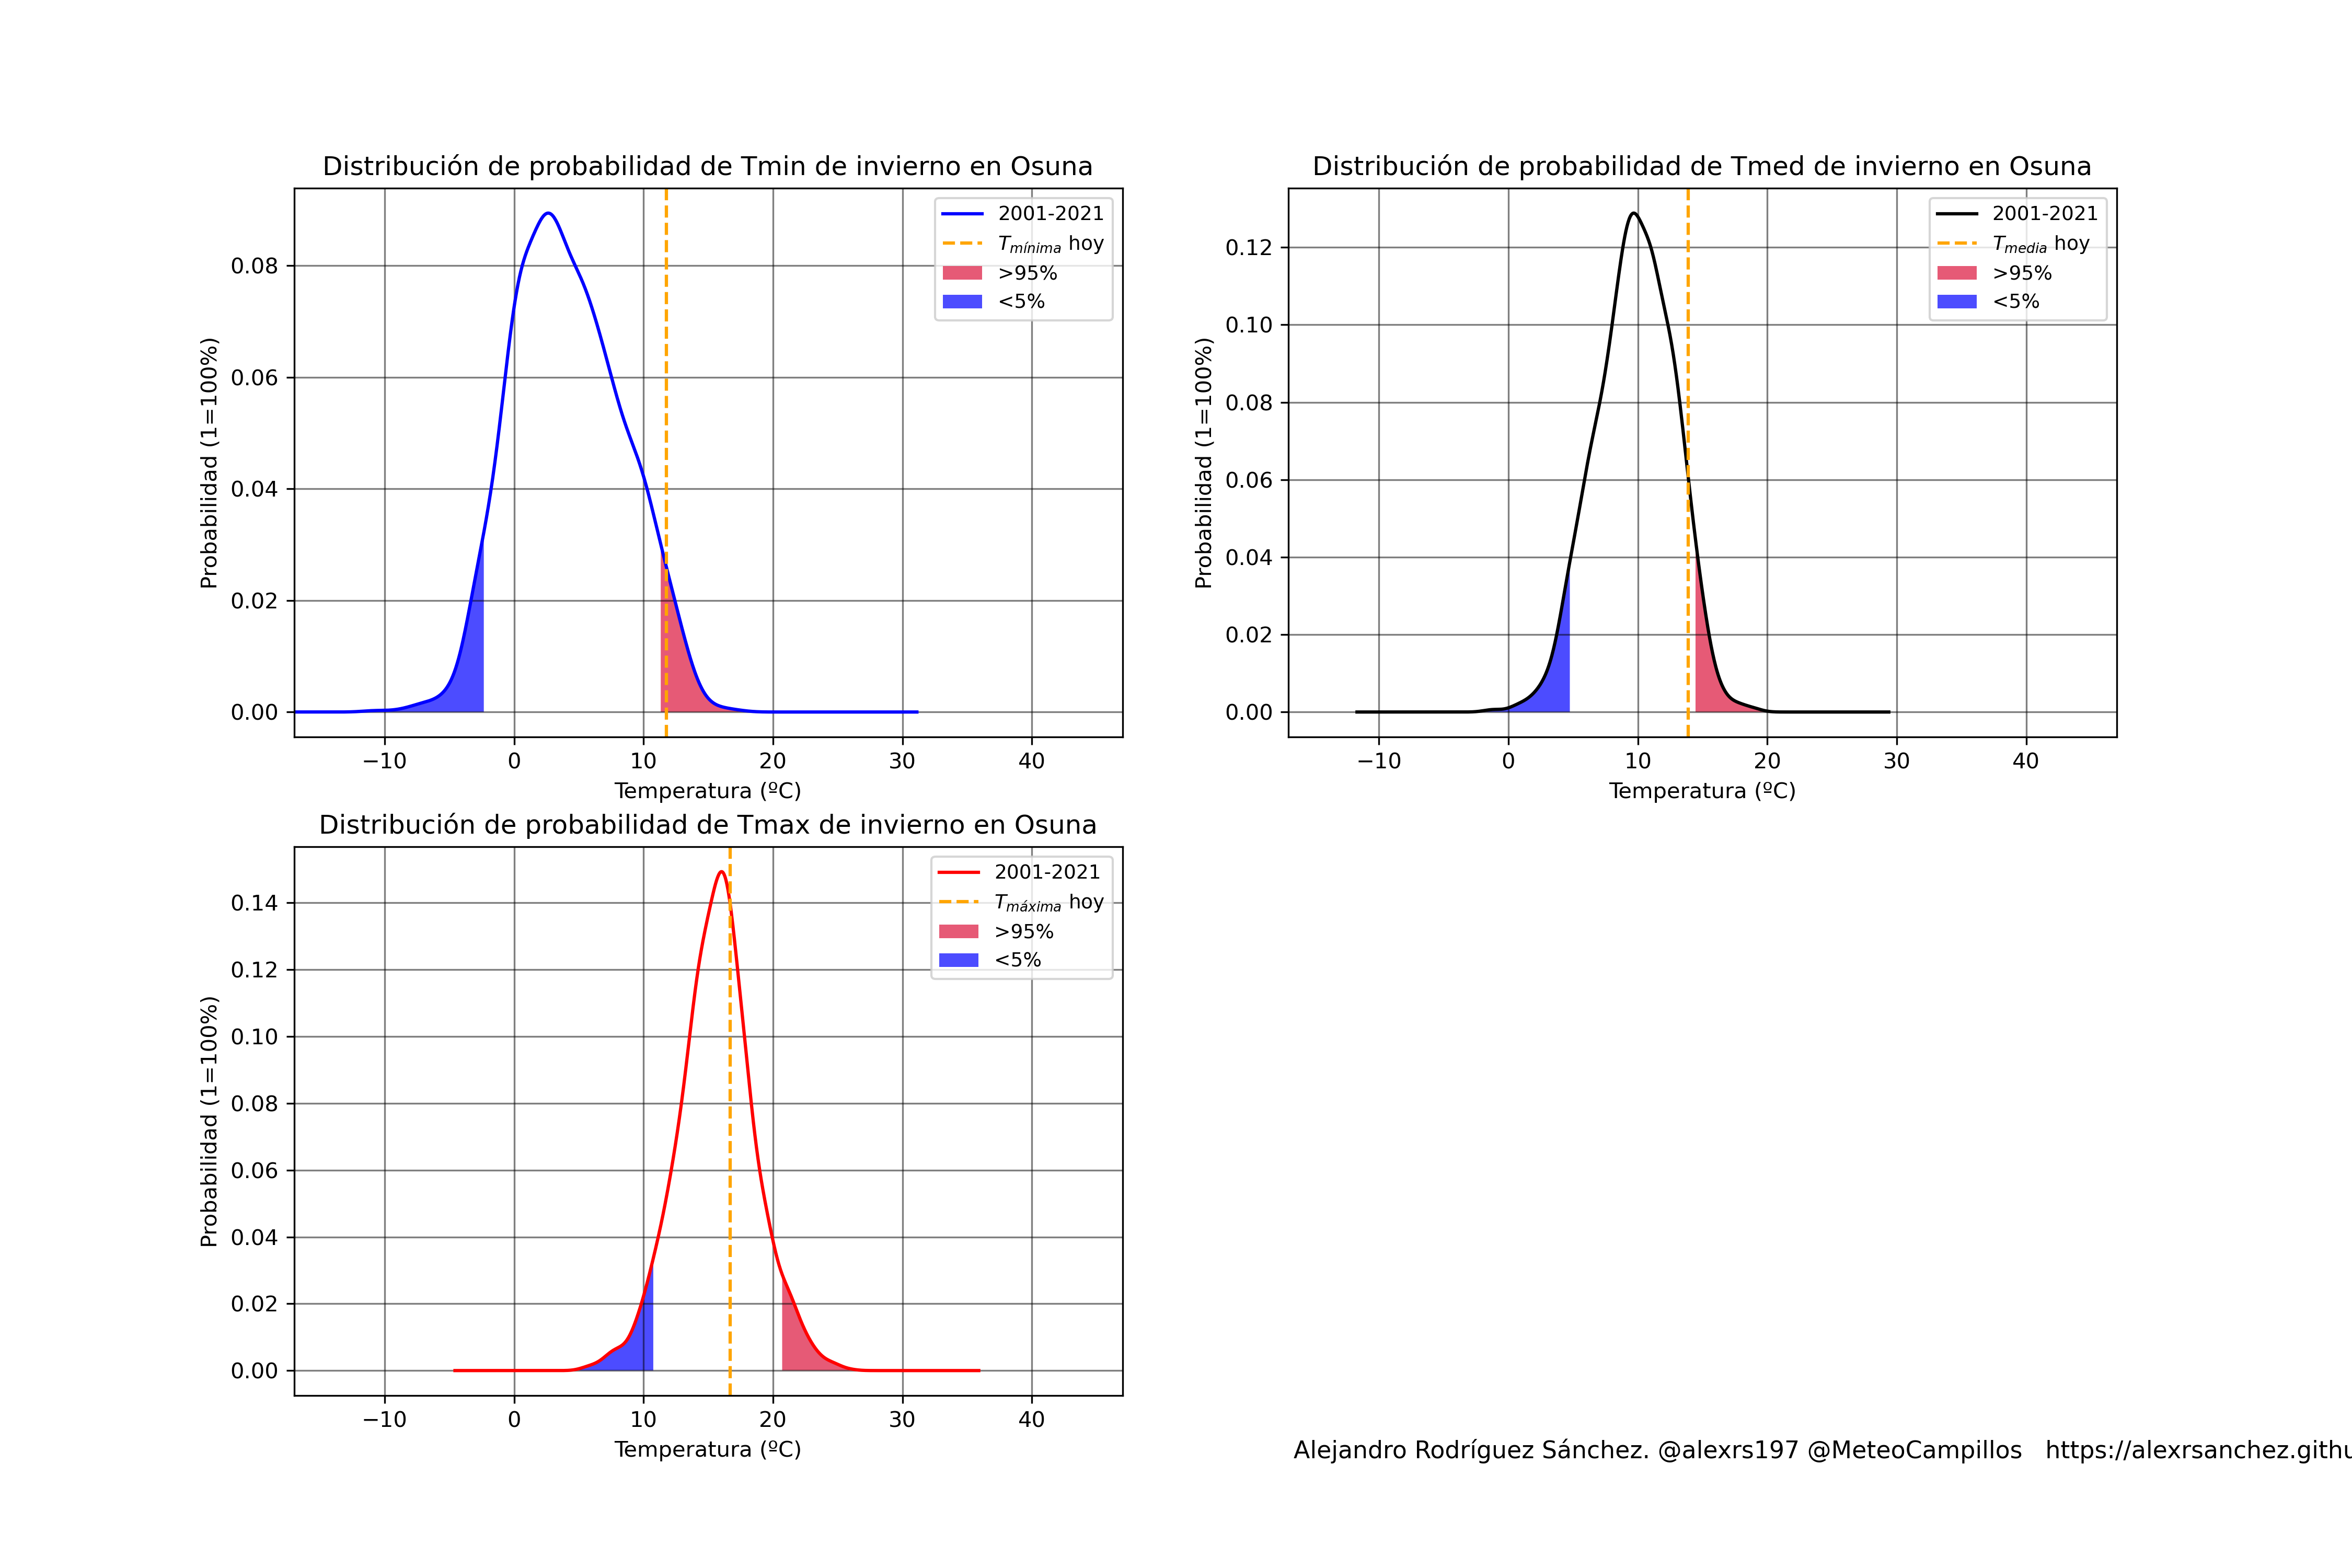 Distribución de probabilidad de Tmin de invierno en Osuna
Probabilidad (1=100%)
0.08
0.06
0.04
0.02
0.00
2001-2021
Tmínima hoy
>95%
<5%
−10 0 10 20 30 40
Temperatura (ºC)
Distribución de probabilidad de Tmed de invierno en Osuna
Probabilidad (1=100%)
0.12
0.10
0.08
0.06
0.04
0.02
0.00
2001-2021
Tmedia hoy
>95%
<5%
−10 0 10 20 30 40
Temperatura (ºC)
Distribución de probabilidad de Tmax de invierno en Osuna
Probabilidad (1=100%)
0.14
0.12
0.10
0.08
0.06
0.04
0.02
0.00
2001-2021
Tmáxima hoy
>95%
<5%
−10 0 10 20 30 40
Temperatura (ºC)
Alejandro Rodríguez Sánchez. @alexrs197 @MeteoCampillos https://alexrsanchez.githu